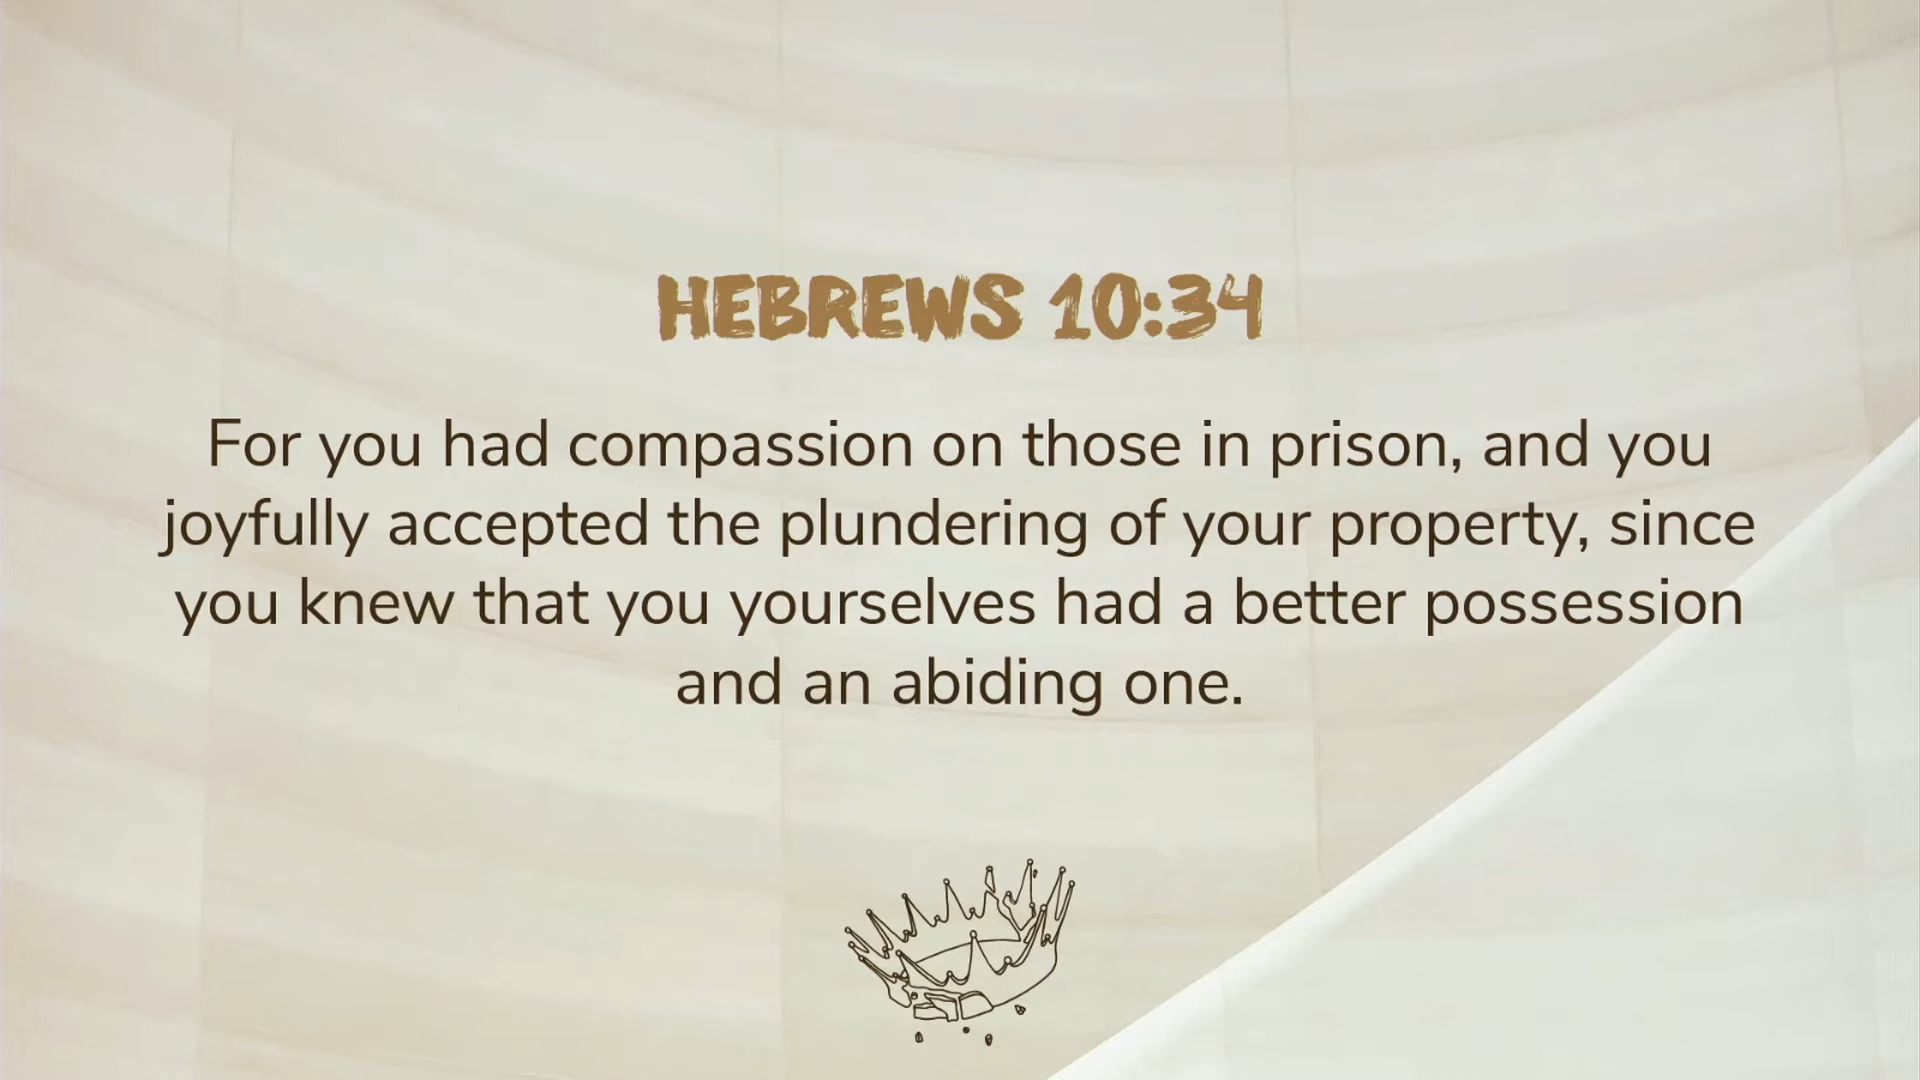 HEBREWS 10:34
For you had compassion on those in prison, and you
joyfully accepted the plundering of your property, since
you knew that you yourselves had a better possession
and an abiding one.